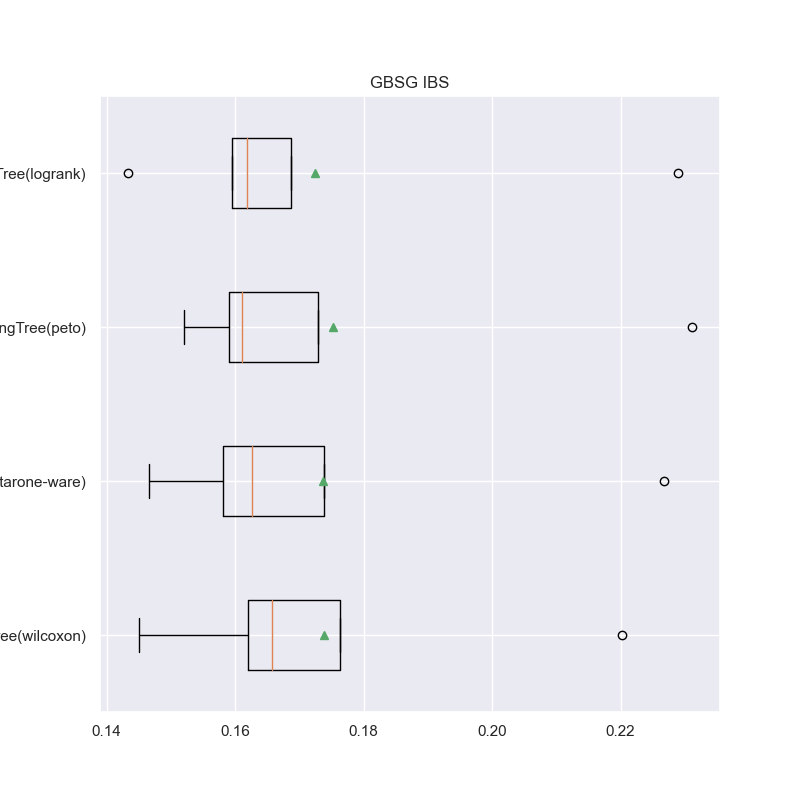 GBSG IBS
Tree(logrank)
ngTree(peto)
tarone-ware)
ree(wilcoxon)
0.14 0.16 0.18 0.20 0.22